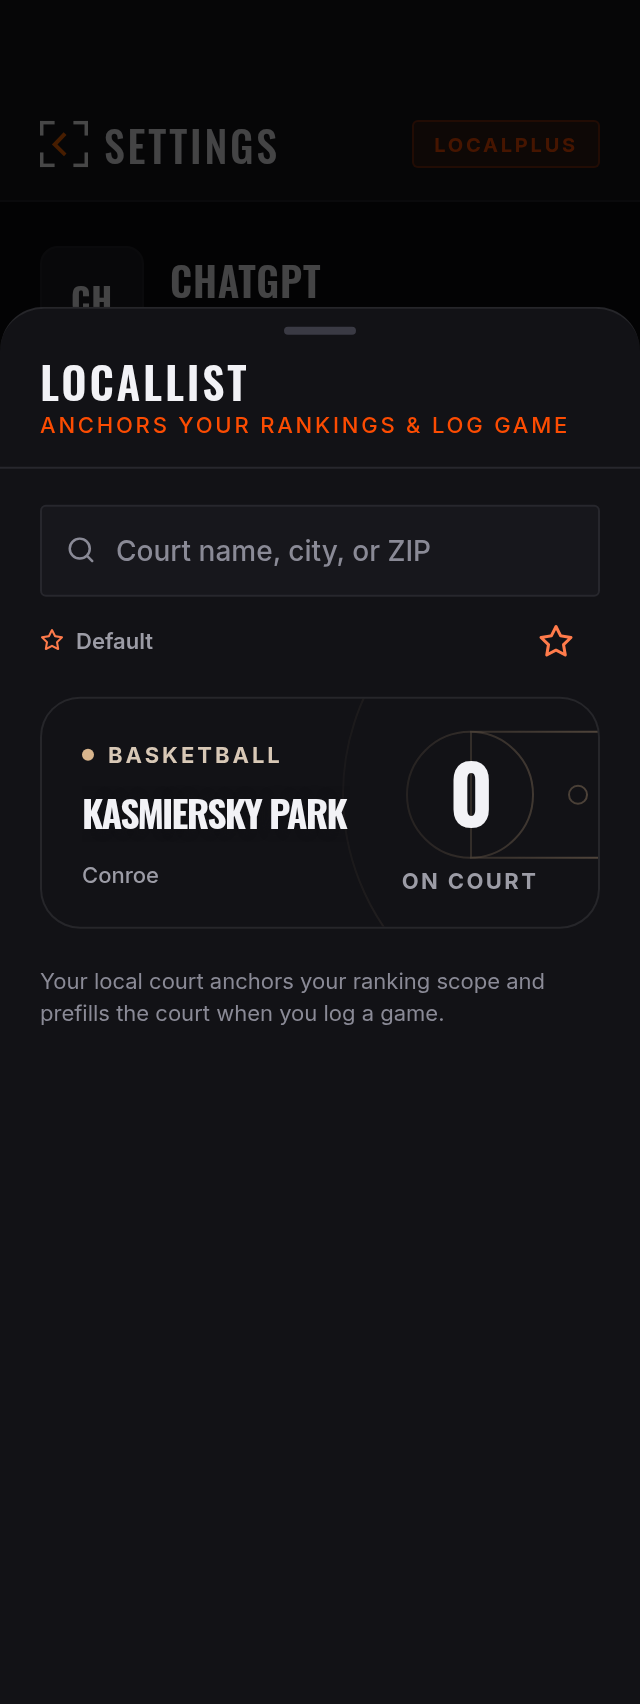 SETTINGS
LOCALPLUS
CH
CHATGPT
LOCALLIST
ANCHORS YOUR RANKINGS & LOG GAME
Court name, city, or ZIP
Default
BASKETBALL
KASMIERSKY PARK
0
Conroe
ON COURT
Your local court anchors your ranking scope and
prefills the court when you log a game.